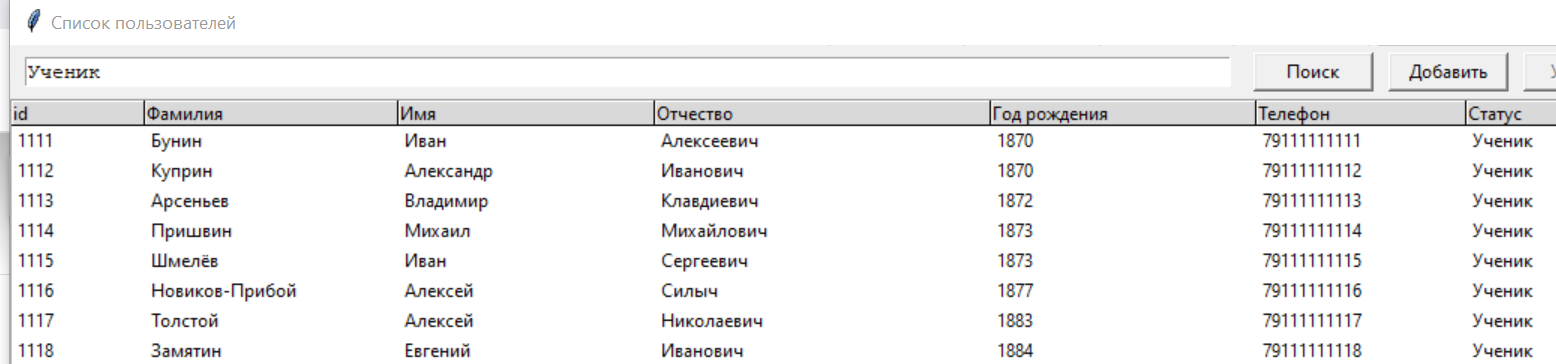 Список пользователей
Ученик Поиск Добавить
id Фамилия Имя Отчество Год рождения Телефон Статус
1111 Бунин Иван Алексеевич 1870 79111111111 Ученик
1112 Куприн Александр Иванович 1870 79111111112 Ученик
1113 Арсеньев Владимир Клавдиевич 1872 79111111113 Ученик
1114 Пришвин Михаил Михайлович 1873 79111111114 Ученик
1115 Шмелёв Иван Сергеевич 1873 79111111115 Ученик
1116 Новиков-Прибой Алексей Силыч 1877 79111111116 Ученик
1117 Толстой Алексей Николаевич 1883 79111111117 Ученик
1118 Замятин Евгений Иванович 1884 79111111118 Ученик